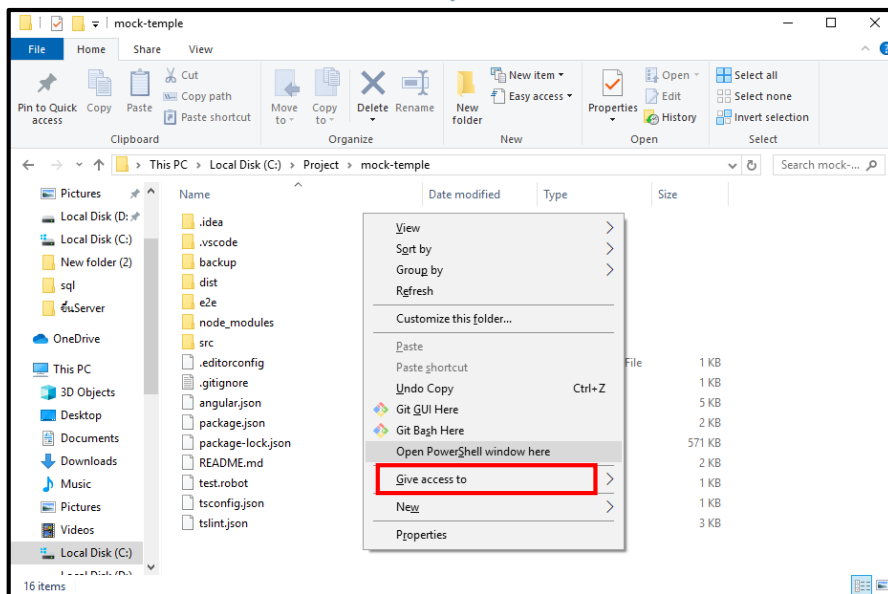 mock-temple
File Home Share View
Pin to Quick access
Copy
Paste
Cut
Copy path
Paste shortcut
Move to
Copy to
Delete
Rename
New folder
New item
Easy access
Properties
Open
Edit
History
Select all
Select none
Invert selection
Clipboard Organize New Open Select
This PC > Local Disk (C:) > Project > mock-temple
Search mock-...
Pictures
Local Disk (D:
Local Disk (C:)
New folder (2)
sql
ขึ้นServer
OneDrive
This PC
3D Objects
Desktop
Documents
Downloads
Music
Pictures
Videos
Local Disk (C:)
Name Date modified Type Size
.idea
.vscode
backup
dist
e2e
node_modules
src
.editorconfig File 1 KB
.gitignore 1 KB
angular.json 5 KB
package.json 2 KB
package-lock.json 571 KB
README.md 2 KB
test.robot 1 KB
tsconfig.json 1 KB
tslint.json 3 KB
View
Sort by
Group by
Refresh
Customize this folder...
Paste
Paste shortcut
Undo Copy Ctrl+Z
Git GUI Here
Git Bash Here
Open PowerShell window here
Give access to
New
Properties
16 items